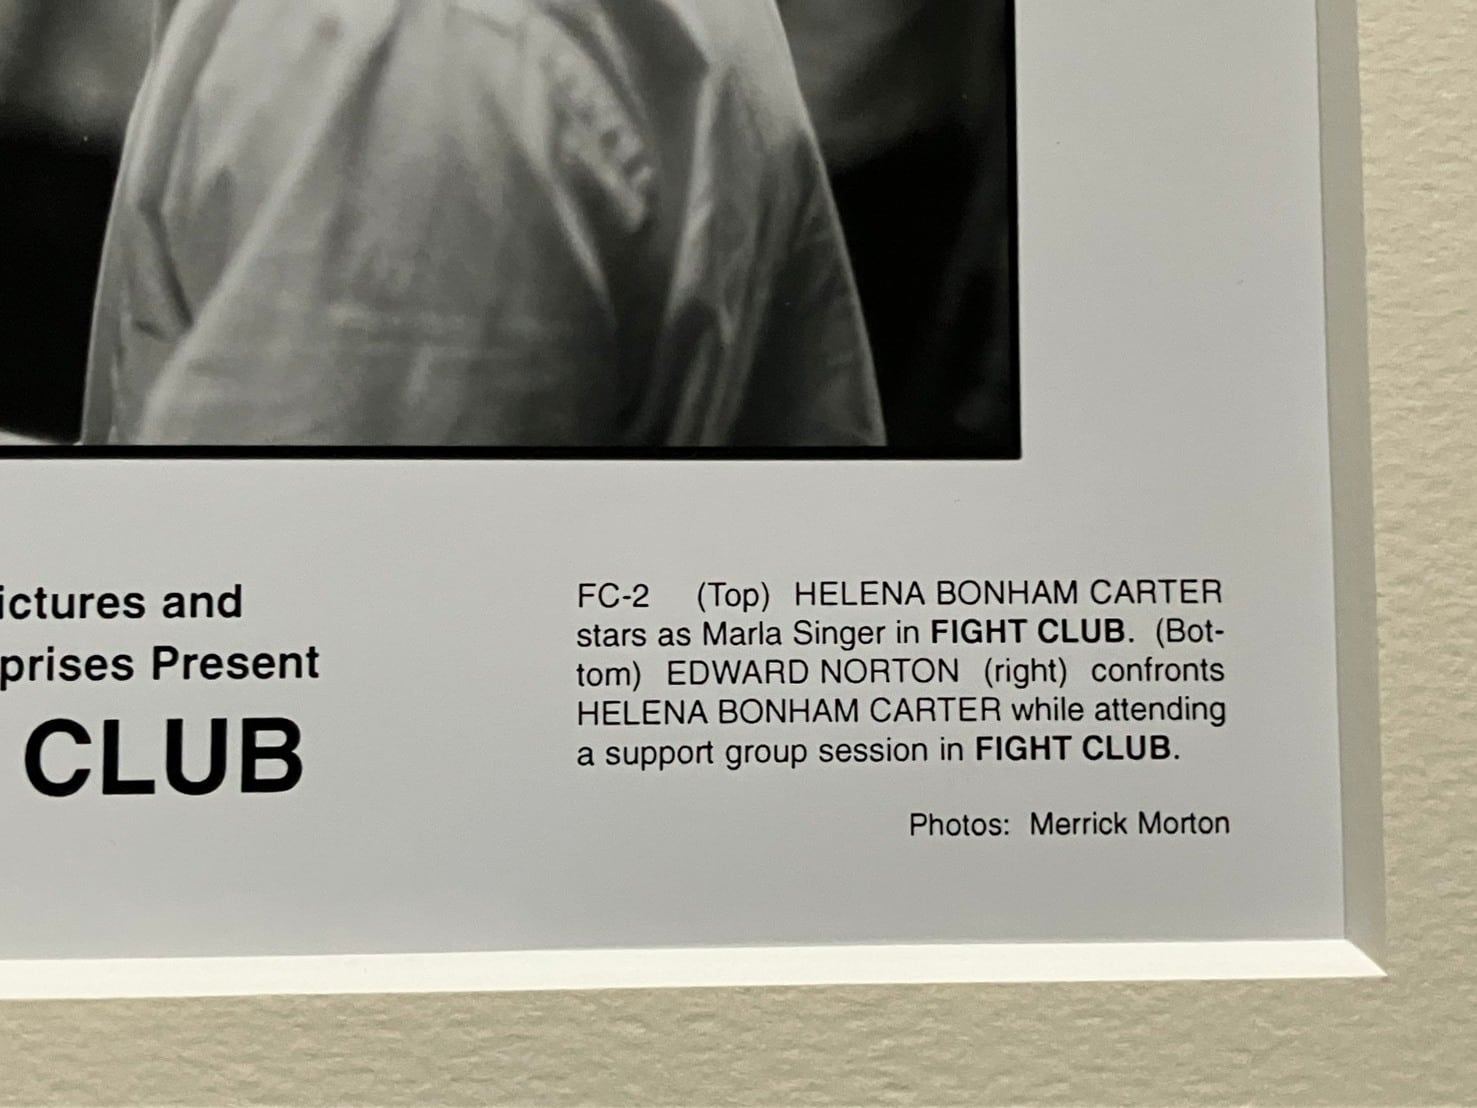 ictures and
prises Present
CLUB
FC-2 (Top) HELENA BONHAM CARTER
stars as Marla Singer in FIGHT CLUB. (Bot-
tom) EDWARD NORTON (right) confronts
HELENA BONHAM CARTER while attending
a support group session in FIGHT CLUB.
Photos: Merrick Morton